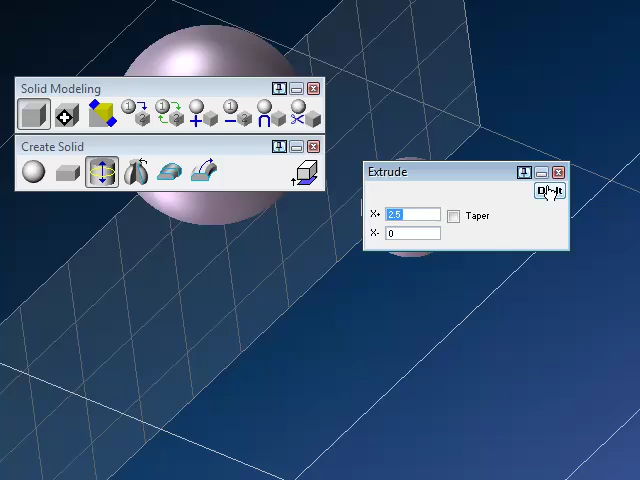 Solid Modeling
Create Solid
Extrude
X+ 2.5
Taper
X- 0